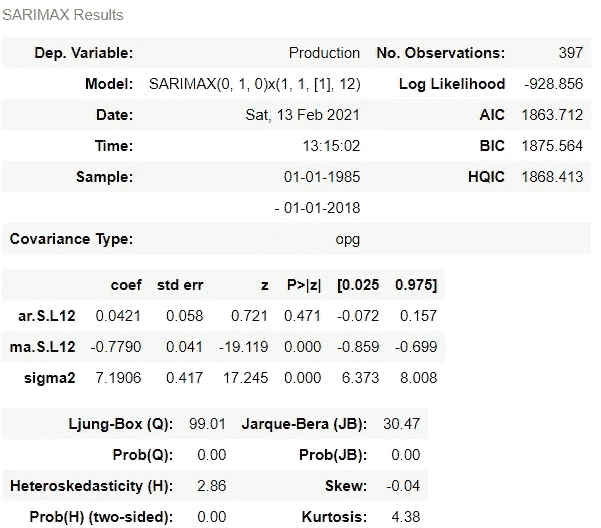 SARIMAX Results
Dep. Variable: Production No. Observations: 397
Model: SARIMAX(0, 1, 0)x(1, 1, [1], 12) Log Likelihood -928.856
Date: Sat, 13 Feb 2021 AIC 1863.712
Time: 13:15:02 BIC 1875.564
Sample: 01-01-1985 HQIC 1868.413
- 01-01-2018
Covariance Type: opg
coef std err z P>|z| [0.025 0.975]
ar.S.L12 0.0421 0.058 0.721 0.471 -0.072 0.157
ma.S.L12 -0.7790 0.041 -19.119 0.000 -0.859 -0.699
sigma2 7.1906 0.417 17.245 0.000 6.373 8.008
Ljung-Box (Q): 99.01 Jarque-Bera (JB): 30.47
Prob(Q): 0.00 Prob(JB): 0.00
Heteroskedasticity (H): 2.86 Skew: -0.04
Prob(H) (two-sided): 0.00 Kurtosis: 4.38